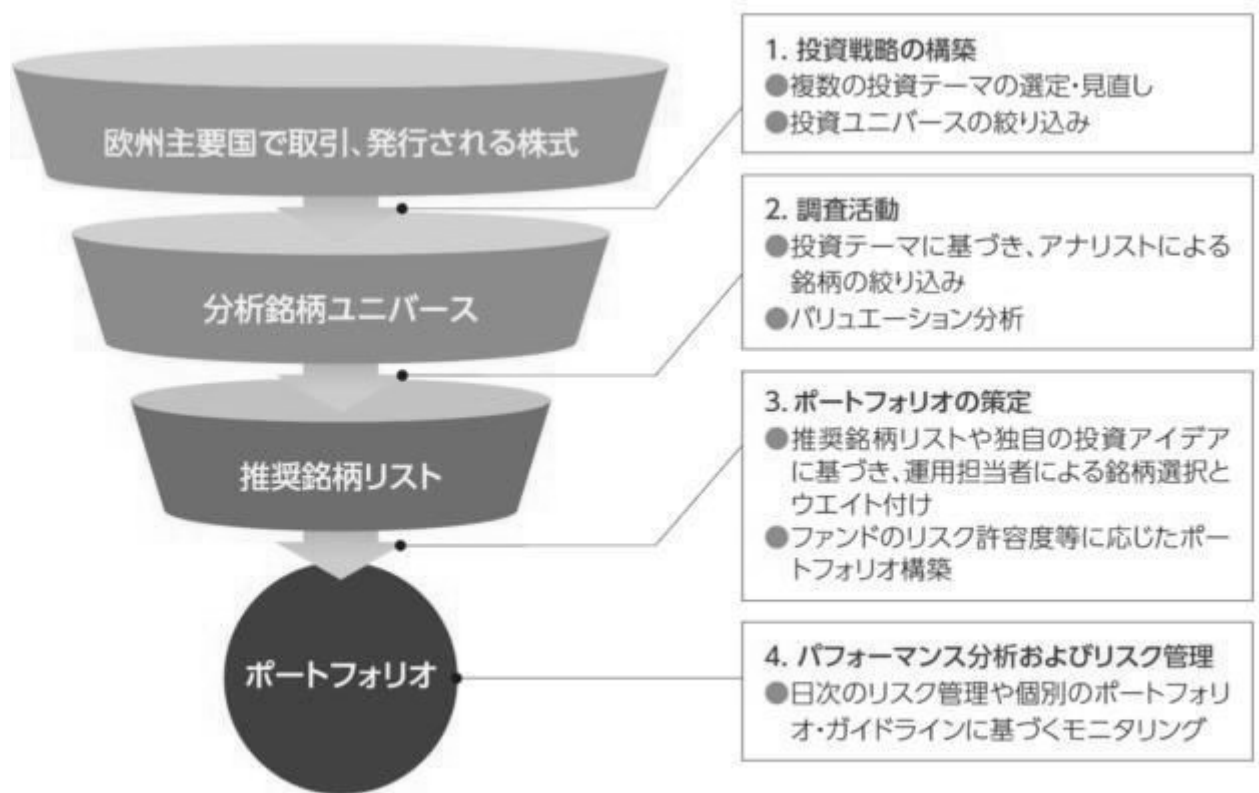 欧州主要国で取引、発行される株式
分析銘柄ユニバース
推奨銘柄リスト
ポートフォリオ
1. 投資戦略の構築
●複数の投資テーマの選定・見直し
●投資ユニバースの絞り込み
2. 調査活動
●投資テーマに基づき、アナリストによる
銘柄の絞り込み
●バリュエーション分析
3. ポートフォリオの策定
●推奨銘柄リストや独自の投資アイデア
に基づき、運用担当者による銘柄選択と
ウエイト付け
●ファンドのリスク許容度等に応じたポー
トフォリオ構築
4. パフォーマンス分析およびリスク管理
●日次のリスク管理や個別のポートフォリ
オ・ガイドラインに基づくモニタリング